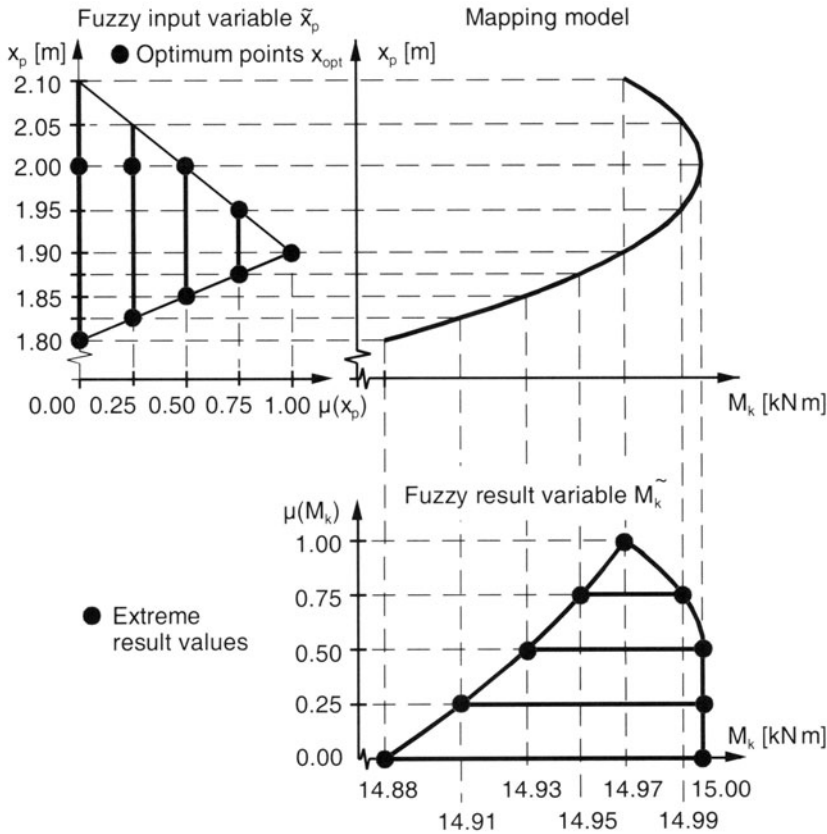 Fuzzy input variable x̃ₚ
Mapping model
xₚ [m]
Optimum points xₒₚₜ
xₚ [m]
2.10
2.05
2.00
1.95
1.90
1.85
1.80
0.00 0.25 0.50 0.75 1.00 μ(xₚ)
Mₖ [kN m]
Fuzzy result variable M̃ₖ
μ(Mₖ)
1.00
0.75
0.50
0.25
0.00
Extreme
result values
Mₖ [kN m]
14.88 14.93 14.97 15.00
14.91 14.95 14.99